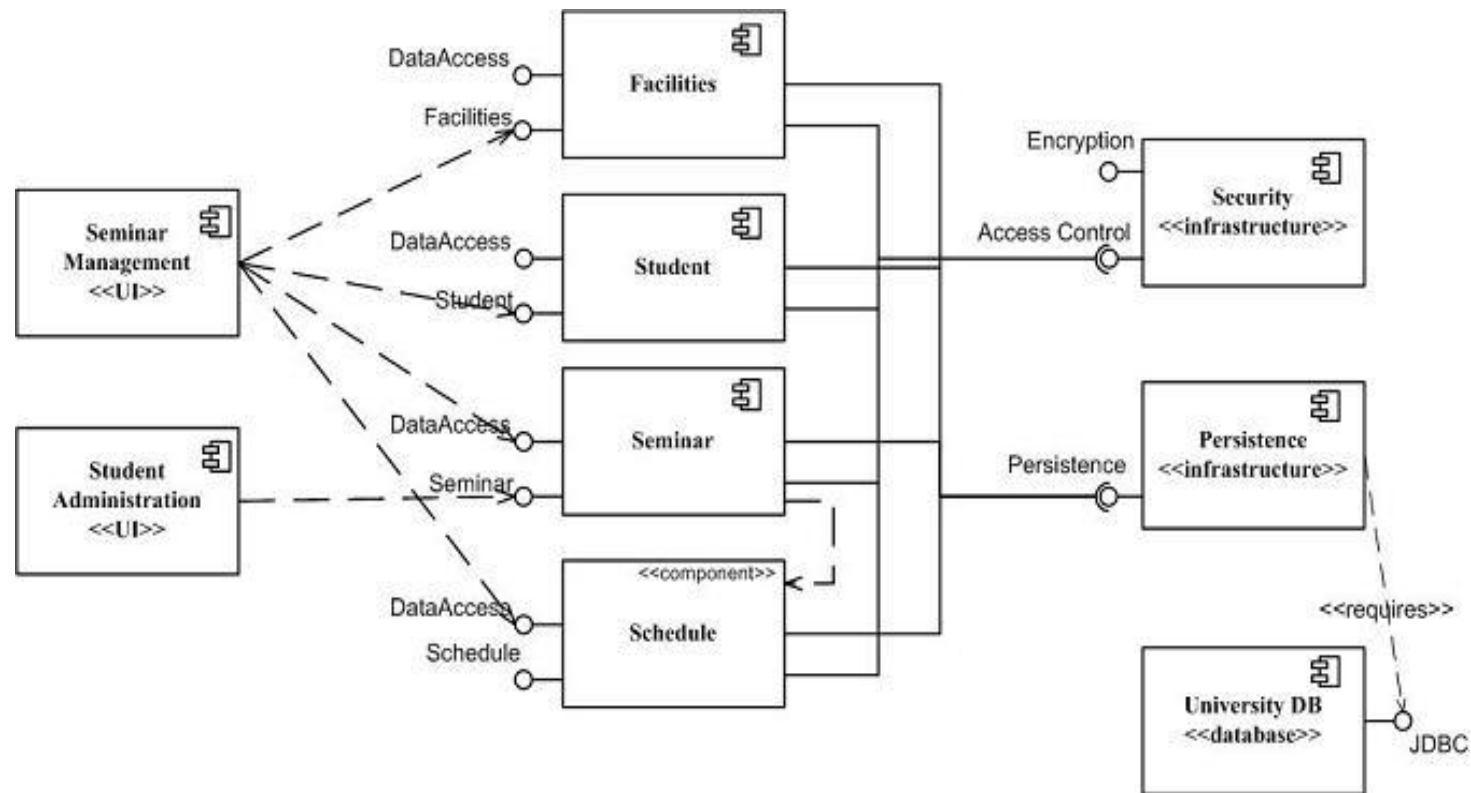 DataAccess
Facilities
Facilities
Encryption
Security
<<infrastructure>>
Access Control
Seminar
Management
<<UI>>
DataAccess
Student
Student
DataAccess
Seminar
Seminar
Persistence
<<infrastructure>>
Persistence
Student
Administration
<<UI>>
<<component>>
DataAccess
Schedule
Schedule
<<requires>>
University DB
<<database>>
JDBC